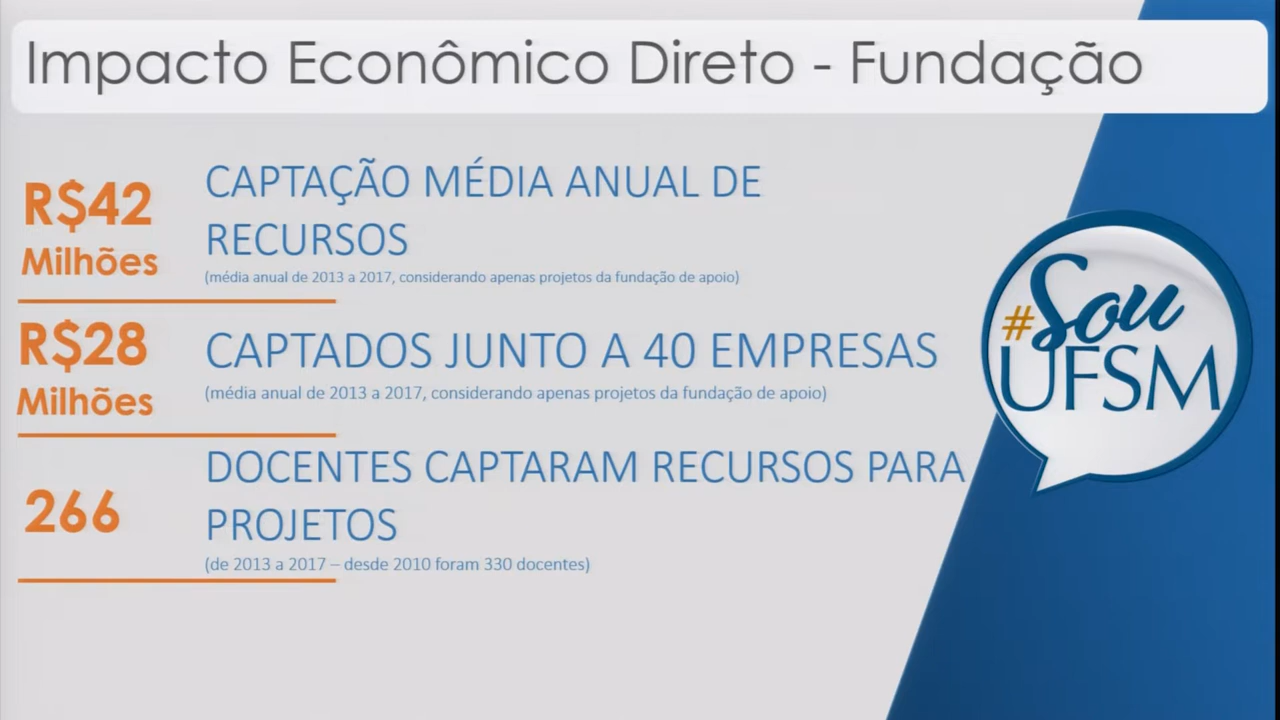 Impacto Econômico Direto - Fundação
R$42
Milhões
CAPTAÇÃO MÉDIA ANUAL DE
RECURSOS
(média anual de 2013 a 2017, considerando apenas projetos da fundação de apoio)
R$28
Milhões
CAPTADOS JUNTO A 40 EMPRESAS
(média anual de 2013 a 2017, considerando apenas projetos da fundação de apoio)
266
DOCENTES CAPTARAM RECURSOS PARA
PROJETOS
(de 2013 a 2017 – desde 2010 foram 330 docentes)
#Sou
UFSM